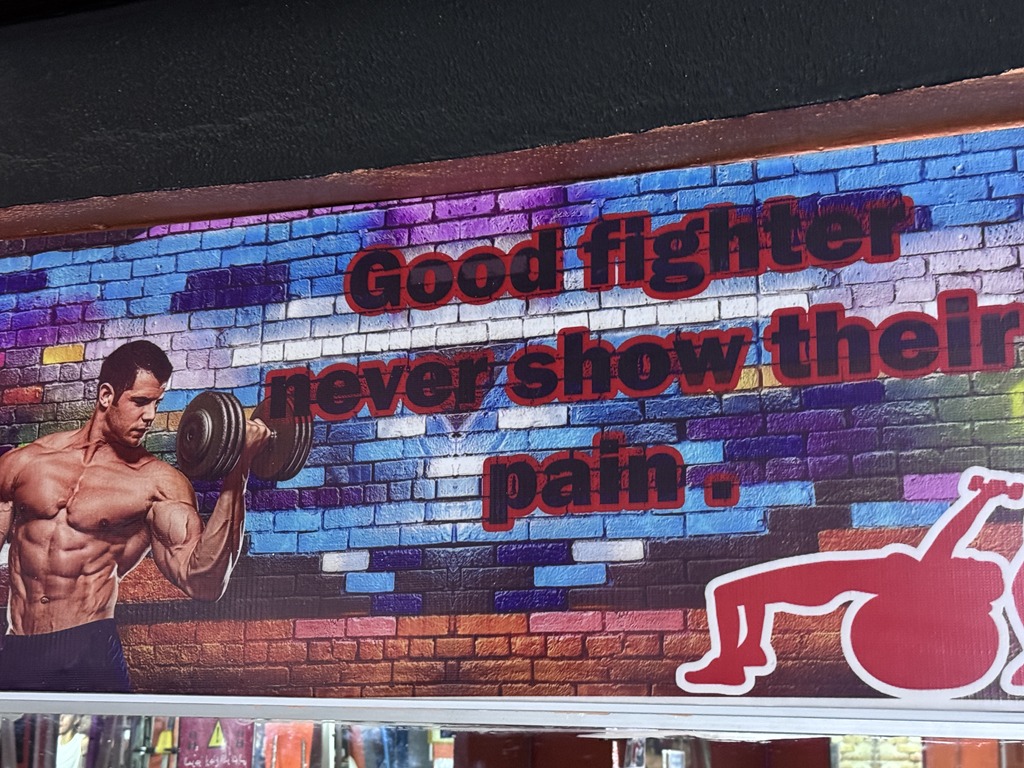 Good fighter
never show their
pain .